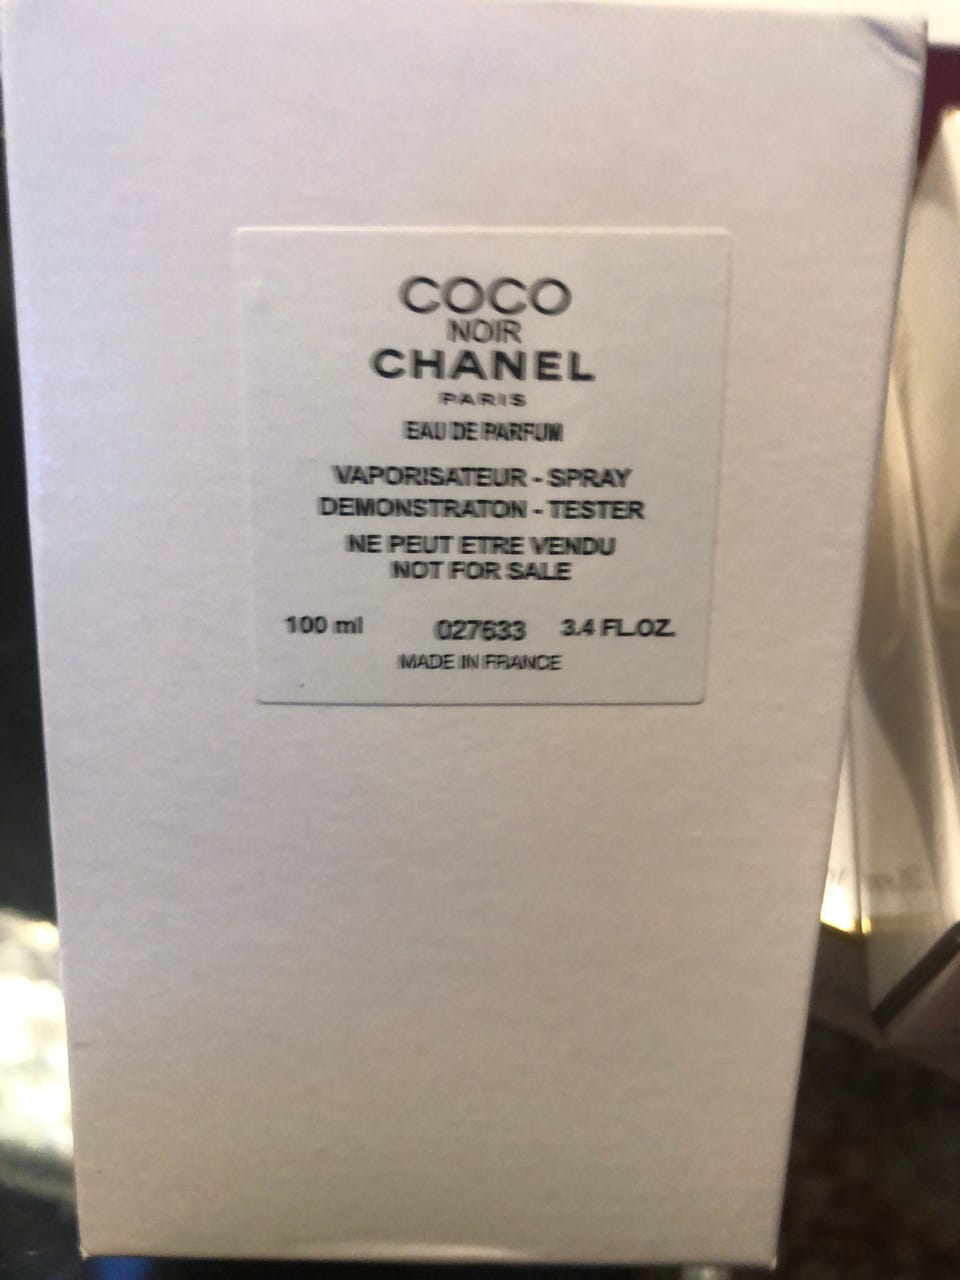 COCO
NOIR
CHANEL
PARIS
EAU DE PARFUM
VAPORISATEUR - SPRAY
DEMONSTRATON - TESTER
NE PEUT ETRE VENDU
NOT FOR SALE
100 ml 027633 3.4 FL.OZ.
MADE IN FRANCE